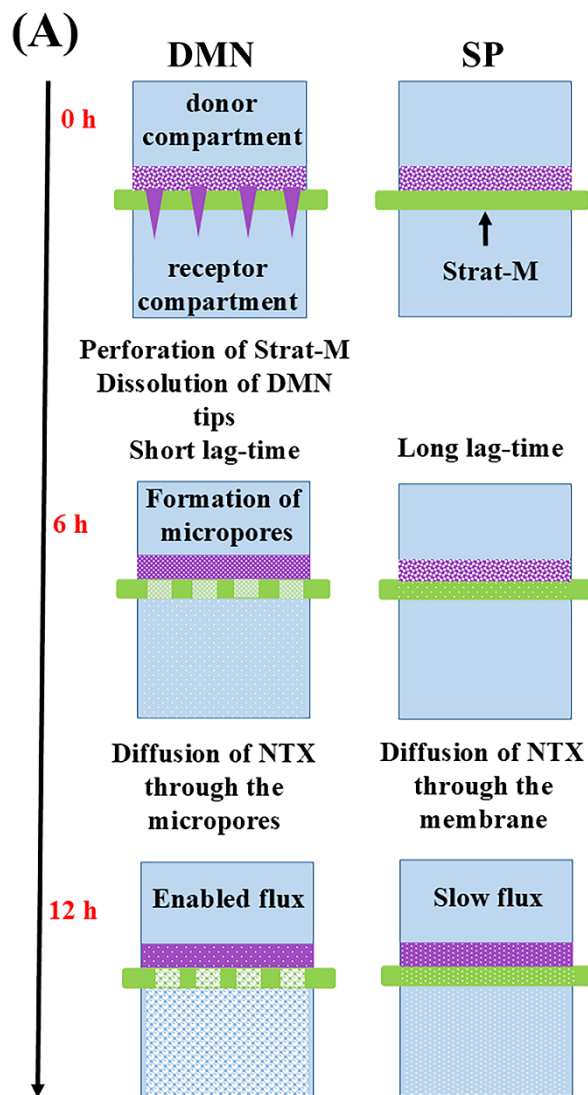 (A)
DMN
SP
0 h
donor
compartment
receptor
compartment
Strat-M
Perforation of Strat-M
Dissolution of DMN
tips
Short lag-time
Long lag-time
6 h
Formation of
micropores
Diffusion of NTX
through the
micropores
Diffusion of NTX
through the
membrane
12 h
Enabled flux
Slow flux